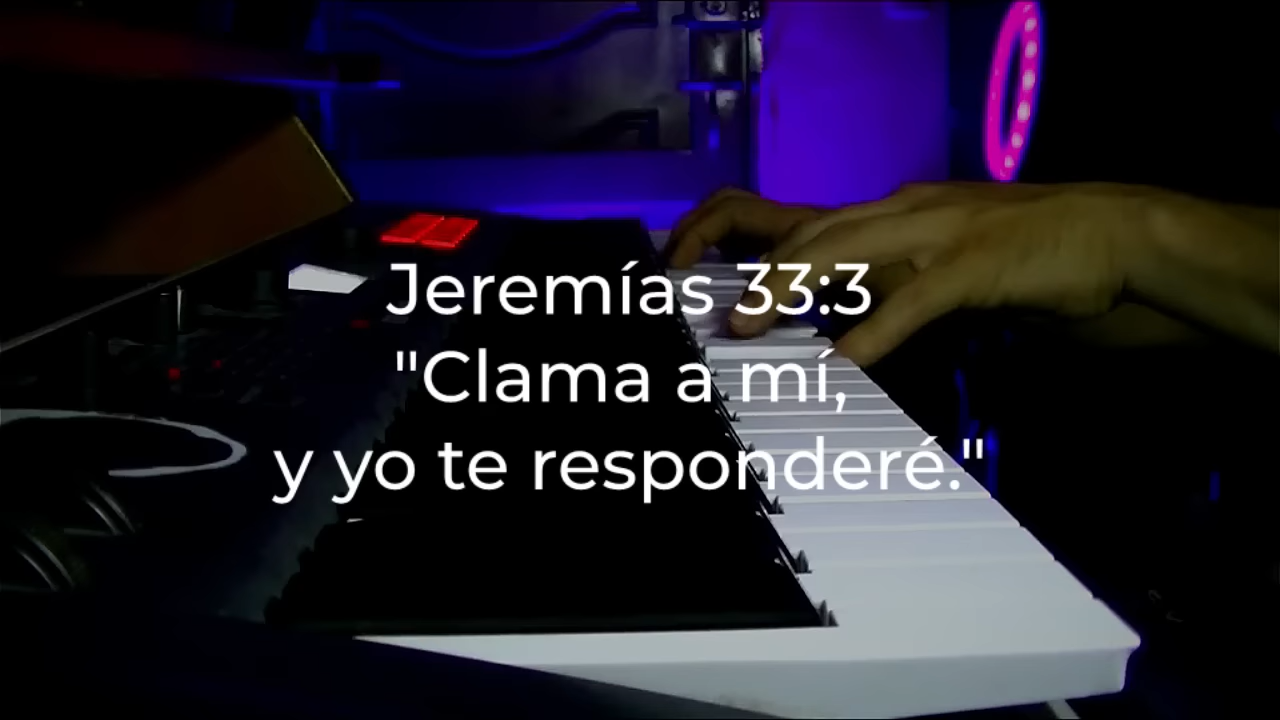 Jeremías 33:3
"Clama a mí,
y yo te responderé."